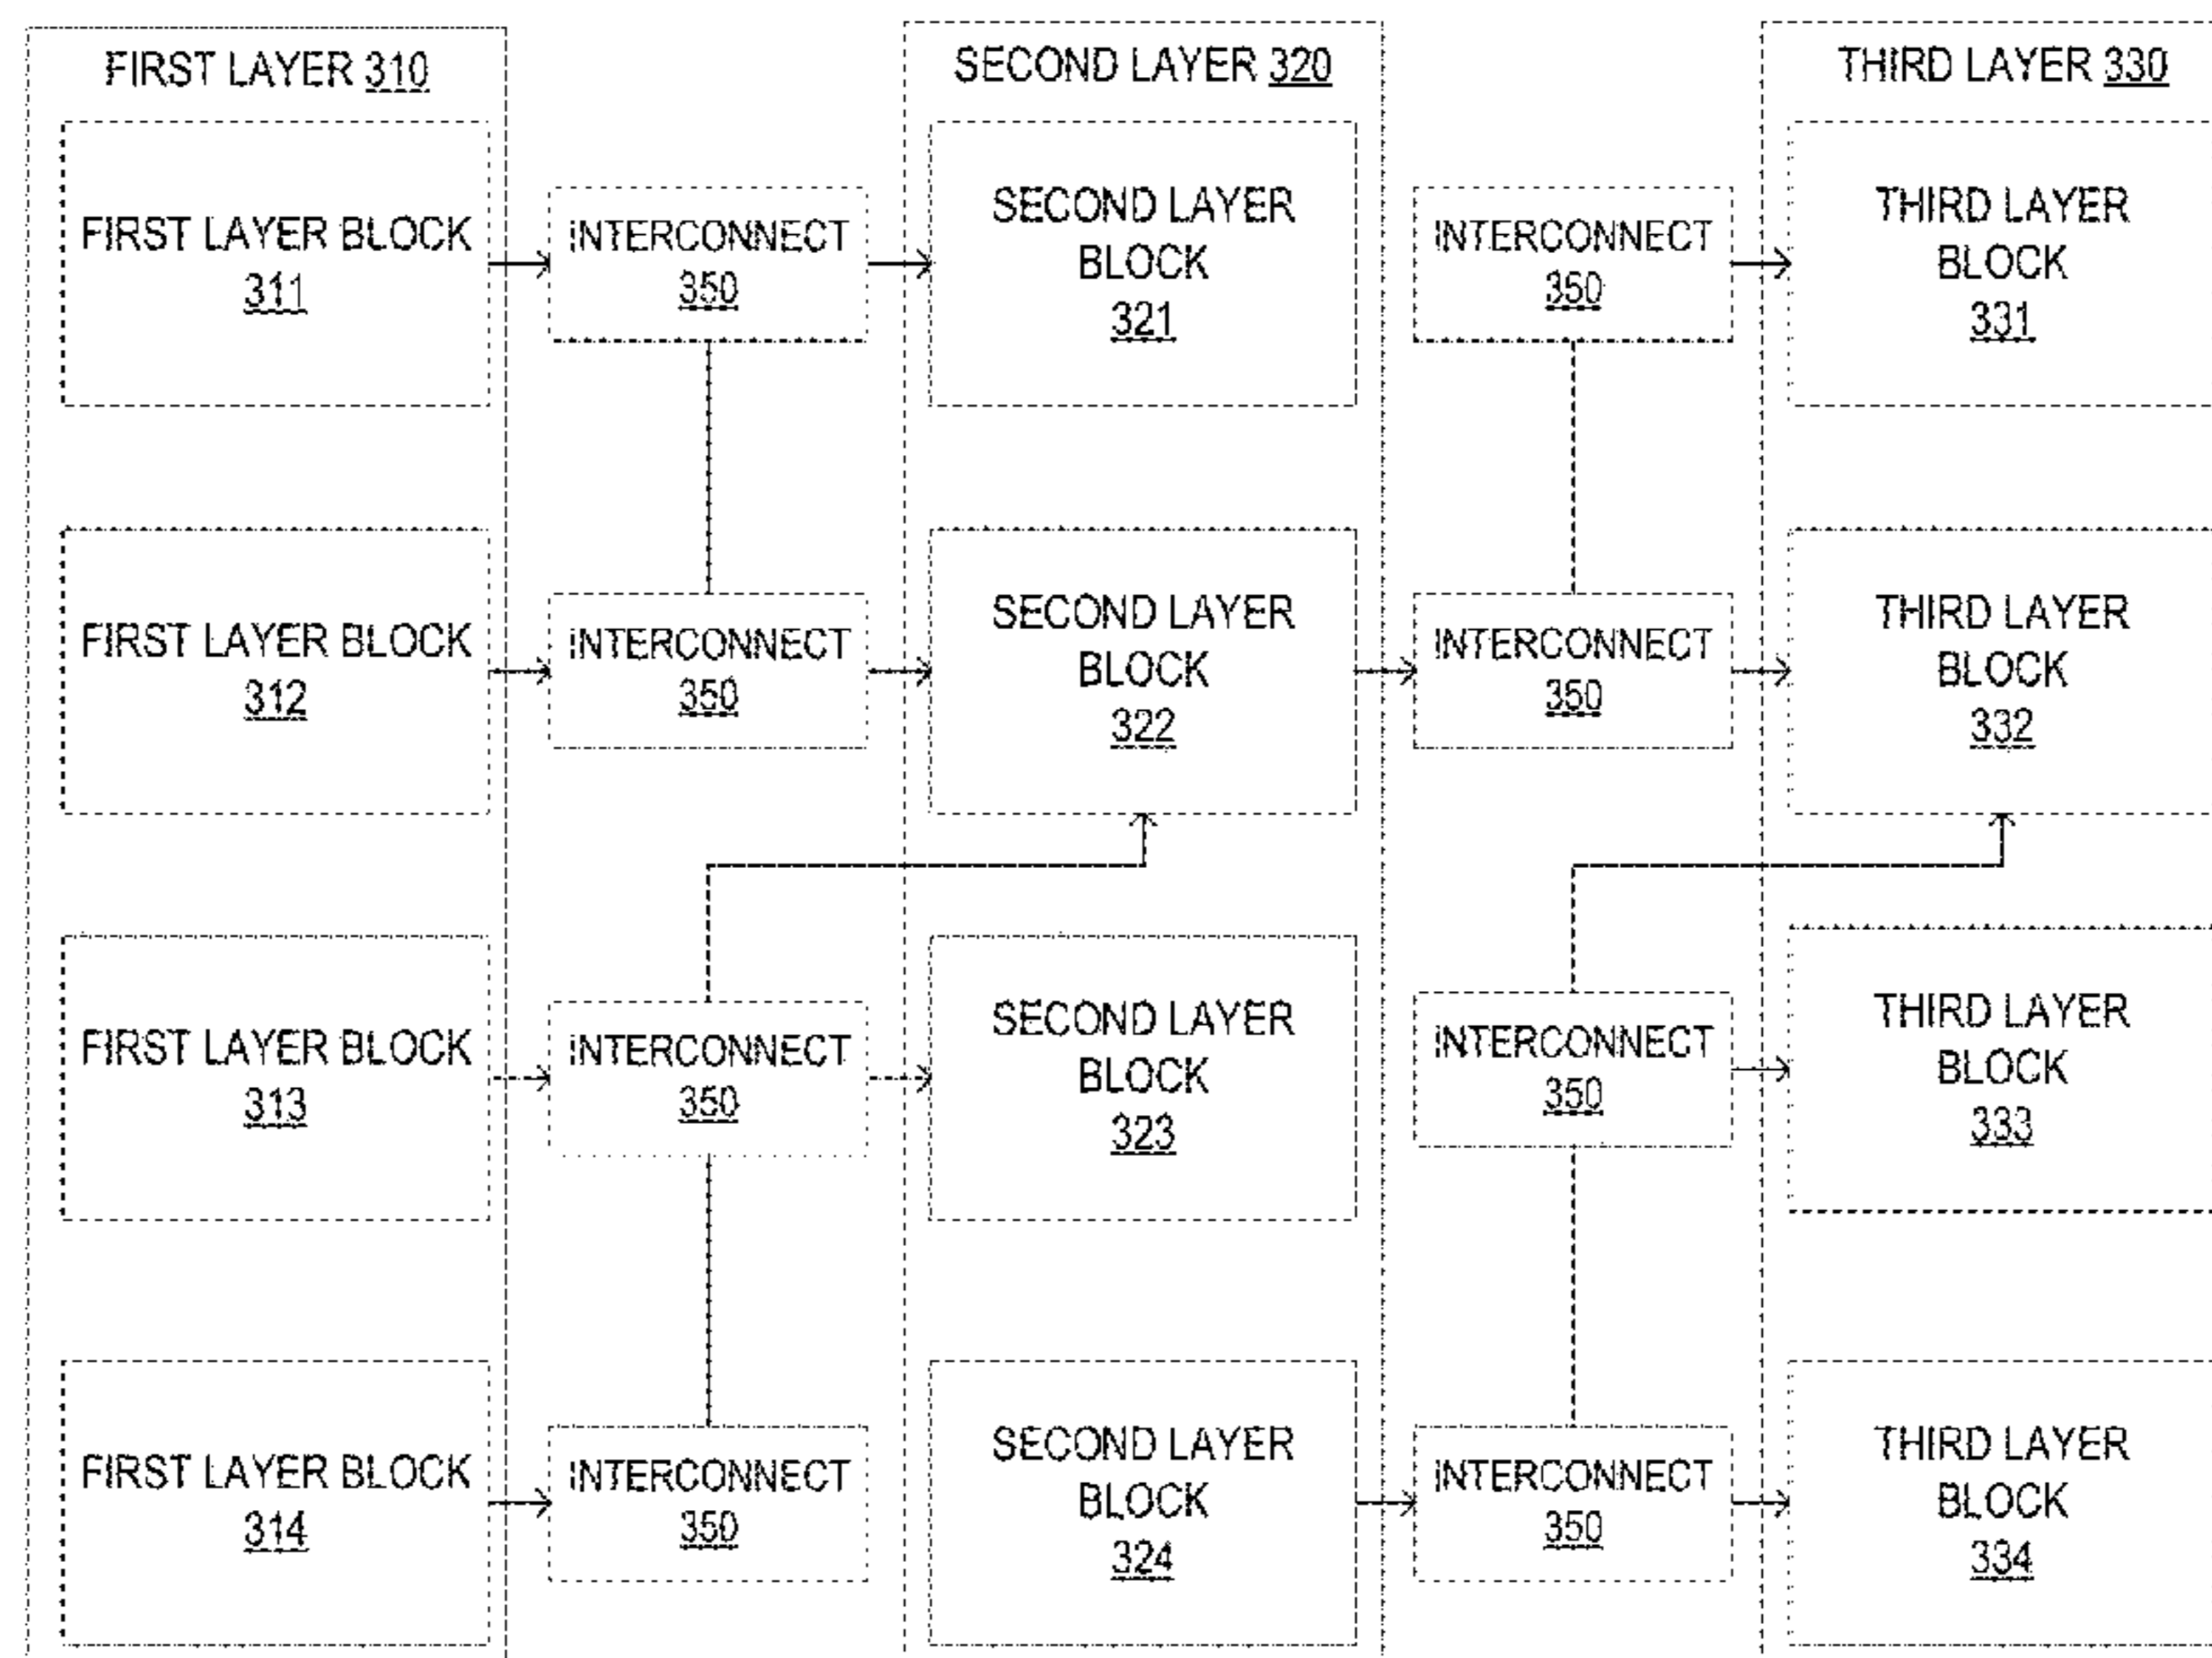 FIRST LAYER 310
FIRST LAYER BLOCK
311
FIRST LAYER BLOCK
312
FIRST LAYER BLOCK
313
FIRST LAYER BLOCK
314
INTERCONNECT
350
INTERCONNECT
350
INTERCONNECT
350
INTERCONNECT
350
SECOND LAYER 320
SECOND LAYER
BLOCK
321
SECOND LAYER
BLOCK
322
SECOND LAYER
BLOCK
323
SECOND LAYER
BLOCK
324
INTERCONNECT
350
INTERCONNECT
350
INTERCONNECT
350
INTERCONNECT
350
THIRD LAYER 330
THIRD LAYER
BLOCK
331
THIRD LAYER
BLOCK
332
THIRD LAYER
BLOCK
333
THIRD LAYER
BLOCK
334